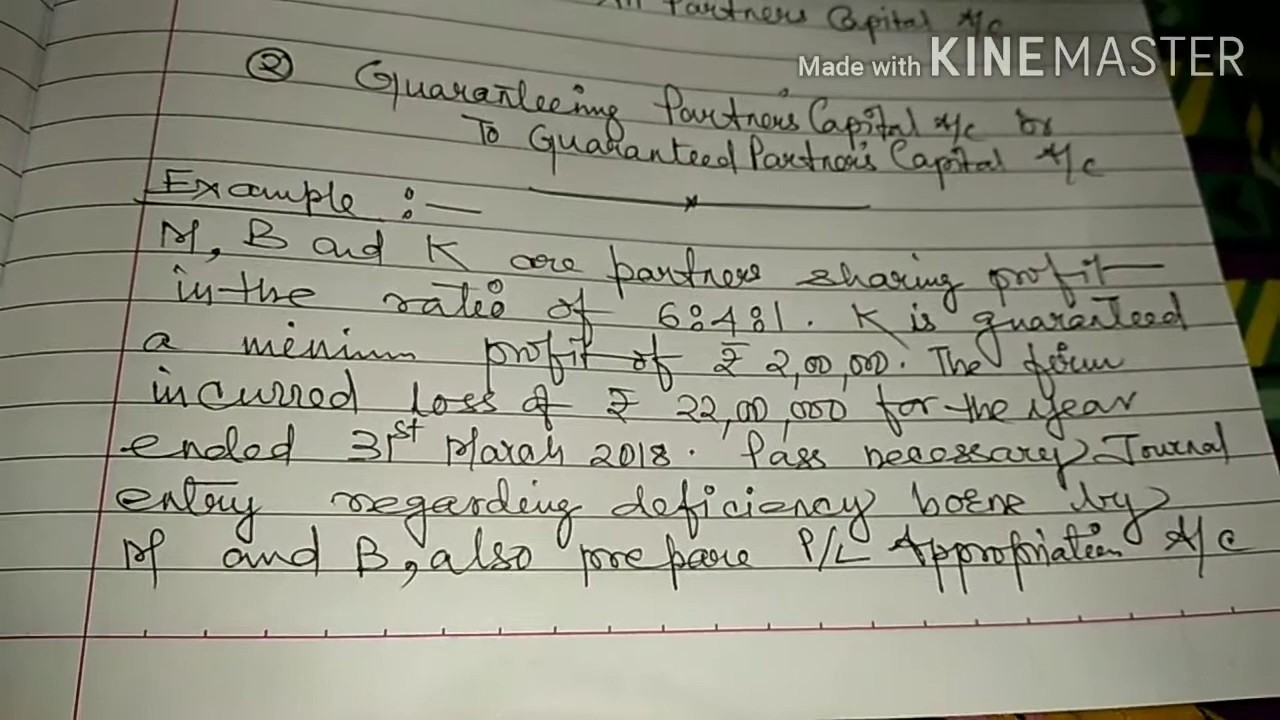 All Partners Capital A/c
Made with KINEMASTER
② Guaranteeing Partner's Capital A/c Dr
To Guaranteed Partner's Capital A/c
Example :—
M, B and K are partners sharing profit
in the ratio of 6:4:1. K is guaranteed
a minimum profit of ₹ 2,00,000. The firm
incurred loss of ₹ 22,00,000 for the year
ended 31st March 2018. Pass necessary Journal
entry regarding deficiency borne by
M and B, also prepare P/L Appropriation A/c